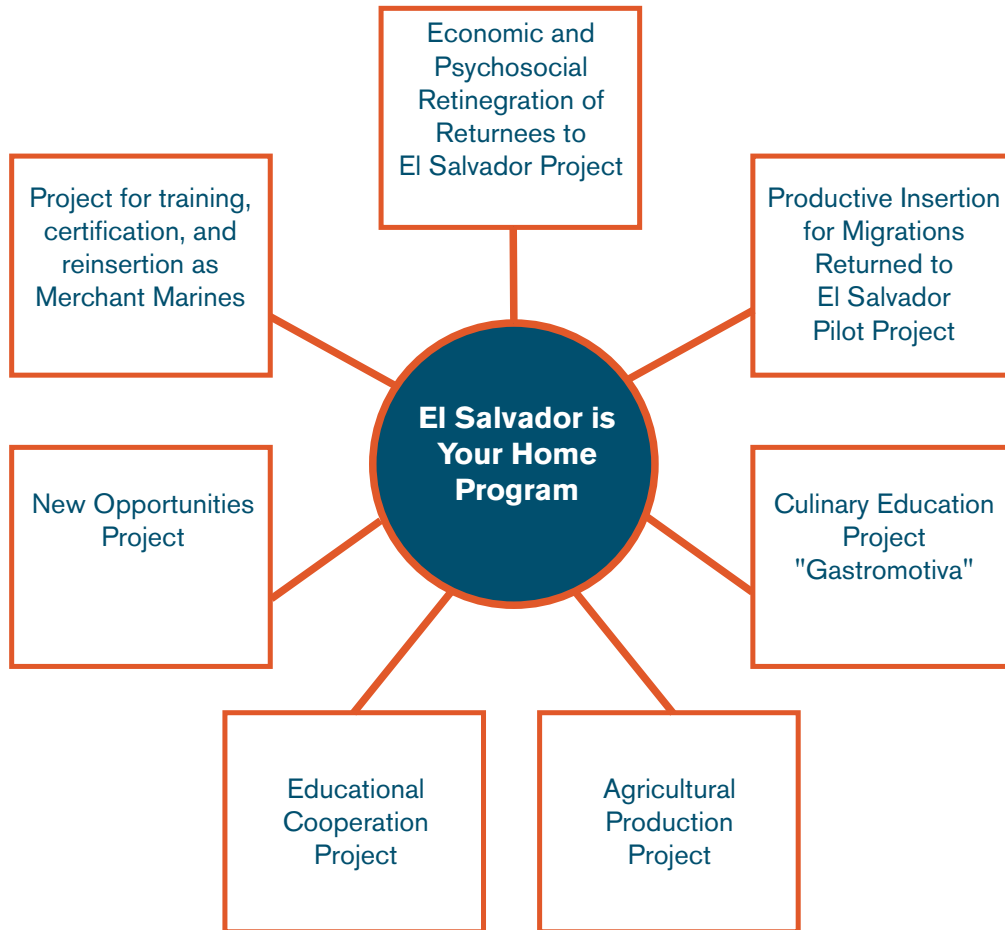 Economic and
Psychosocial
Retinegration of
Returnees to
El Salvador Project
Project for training,
certification, and
reinsertion as
Merchant Marines
Productive Insertion
for Migrations
Returned to
El Salvador
Pilot Project
El Salvador is
Your Home
Program
New Opportunities
Project
Culinary Education
Project
"Gastromotiva"
Educational
Cooperation
Project
Agricultural
Production
Project